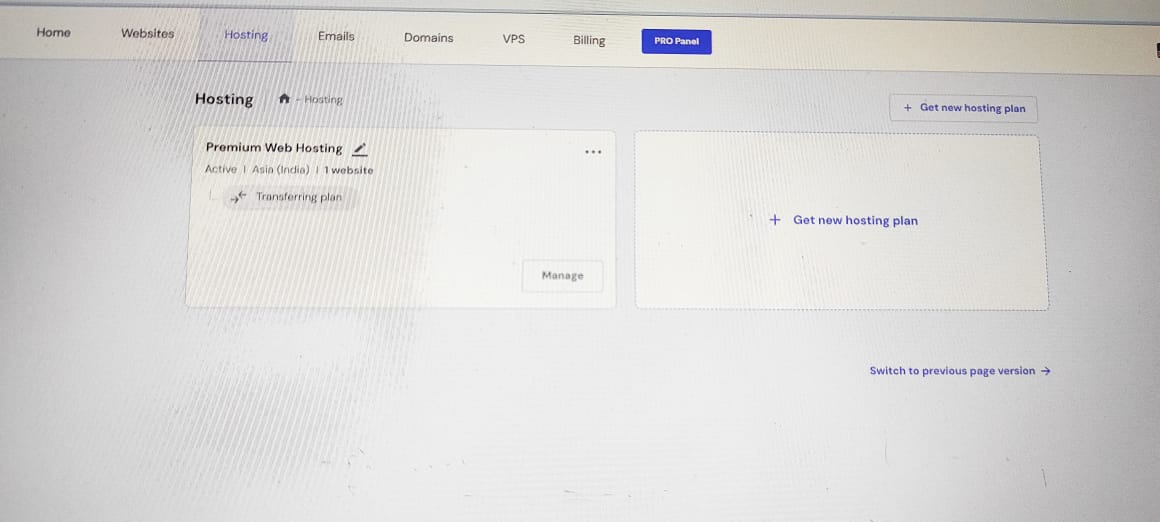 Home Websites Hosting Emails Domains VPS Billing PRO Panel
Hosting - Hosting
+ Get new hosting plan
Premium Web Hosting
Active | Asia (India) | 1 website
Transferring plan
Manage
+ Get new hosting plan
Switch to previous page version →